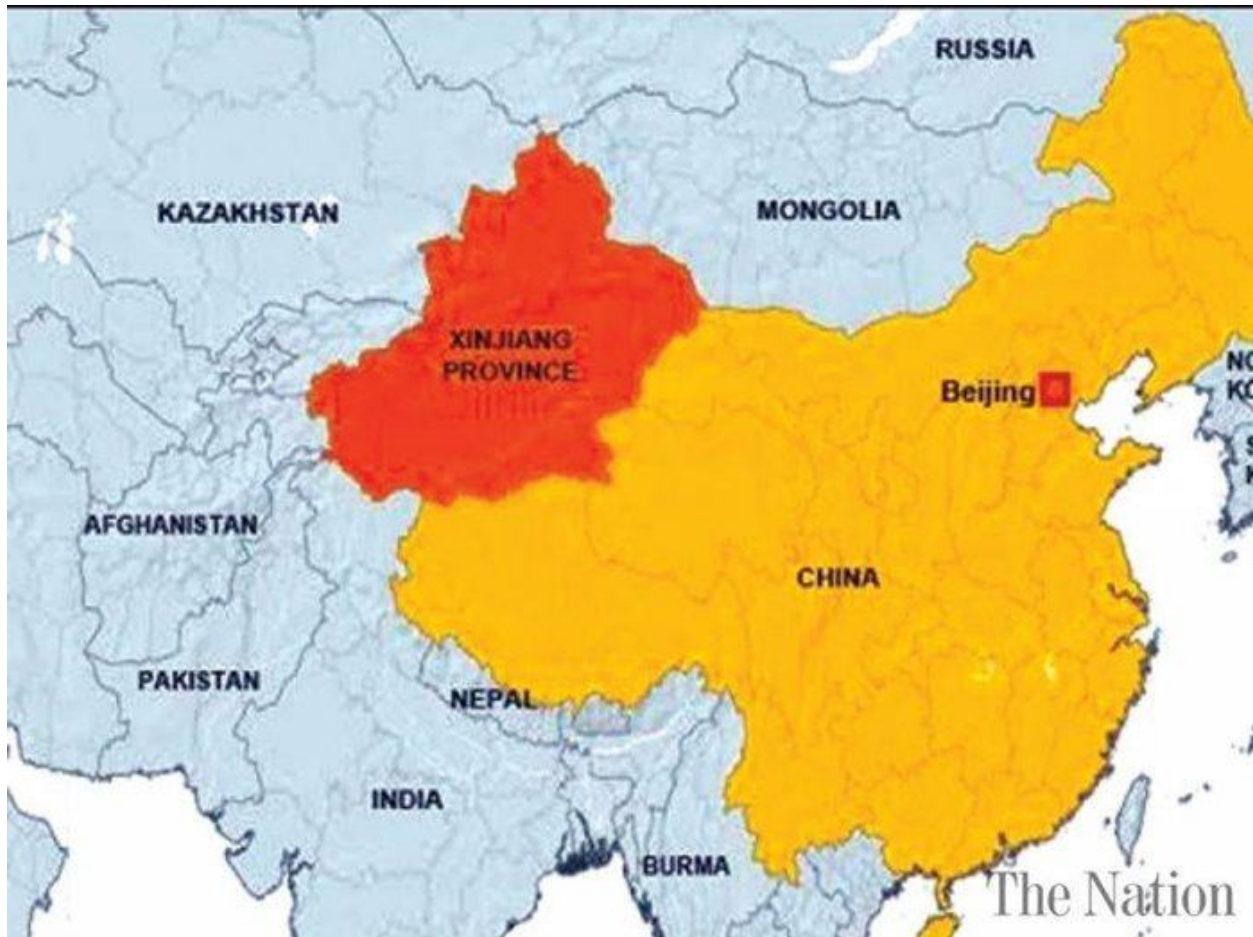 RUSSIA
KAZAKHSTAN
MONGOLIA
XINJIANG
PROVINCE
Beijing
AFGHANISTAN
CHINA
PAKISTAN
NEPAL
INDIA
BURMA
The Nation